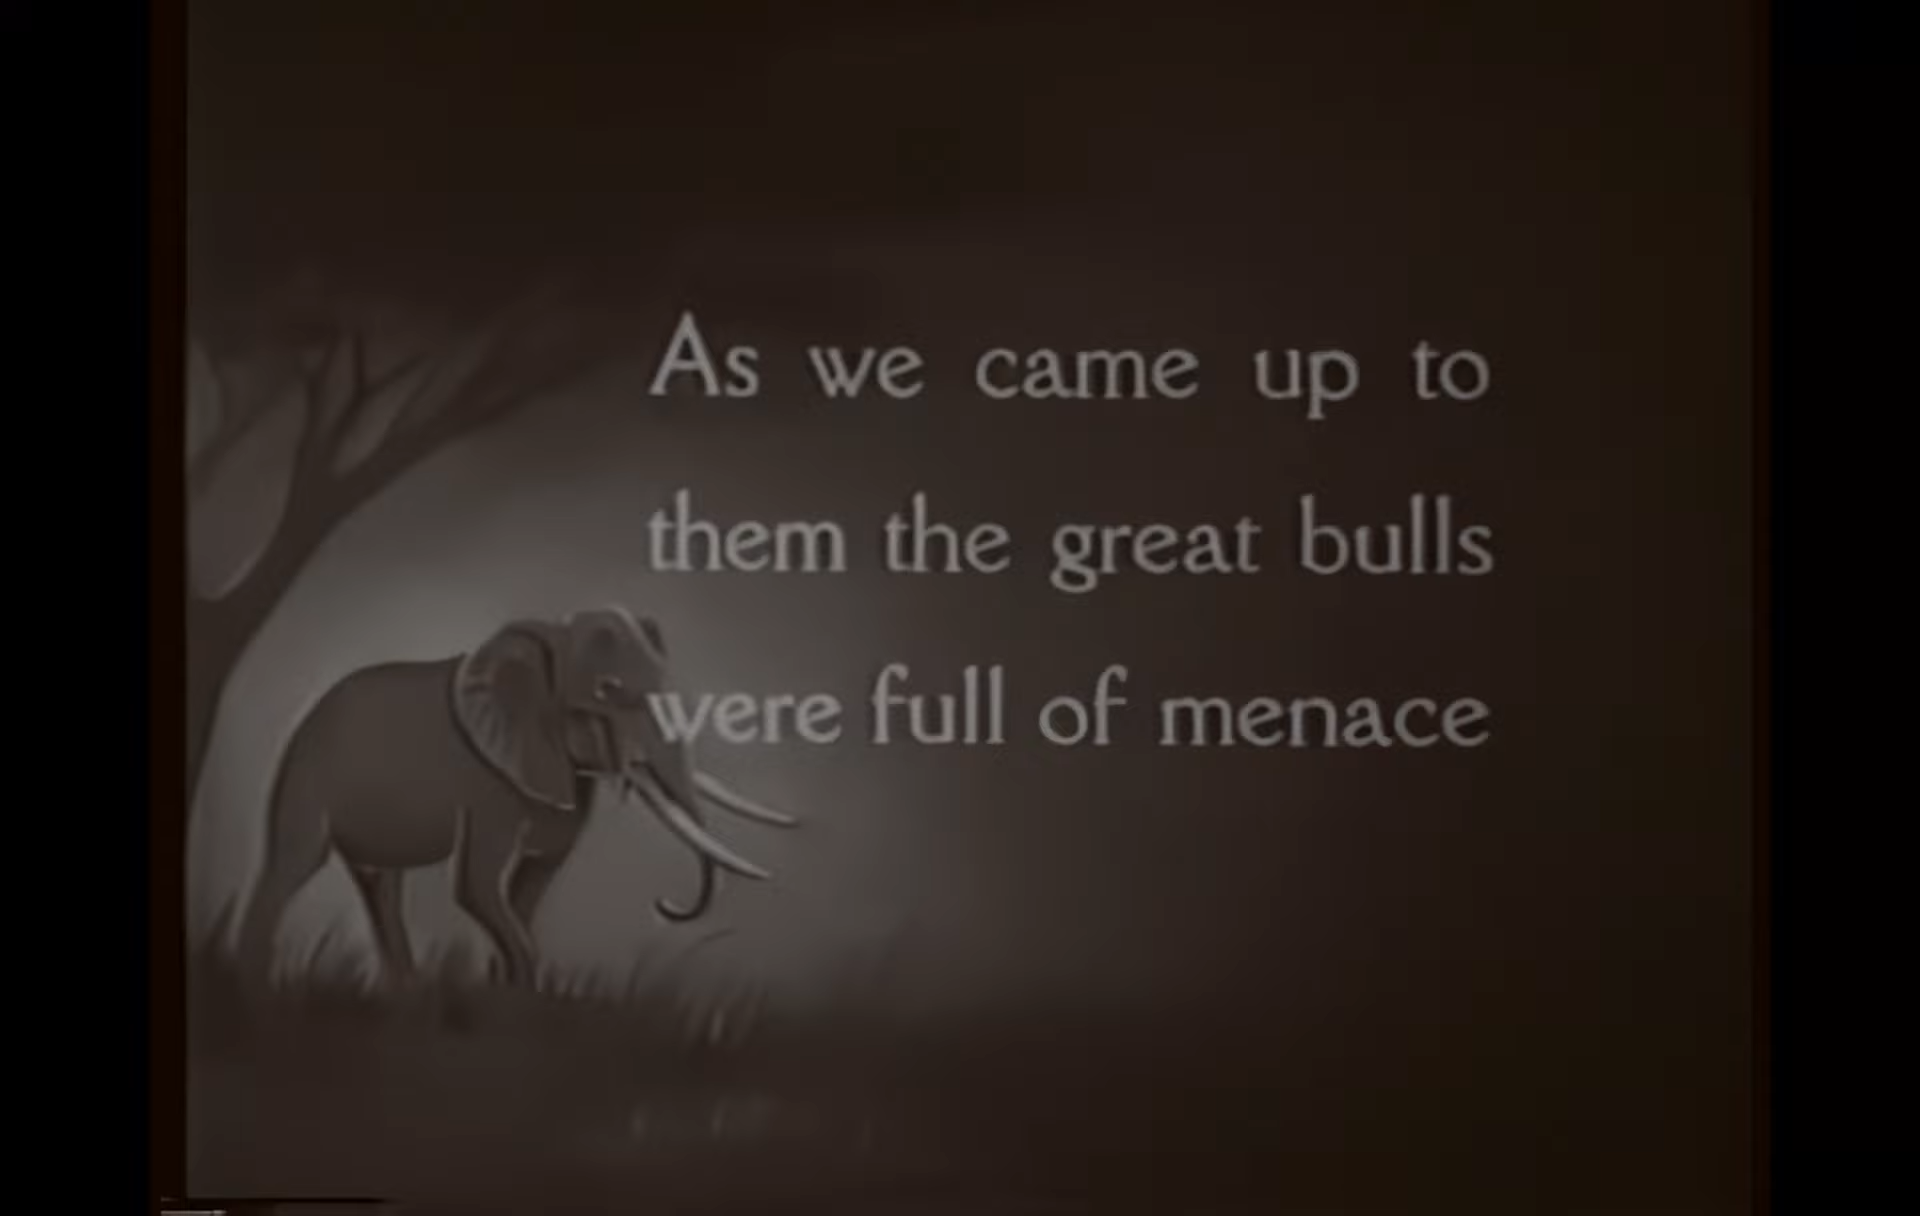 As we came up to
them the great bulls
were full of menace